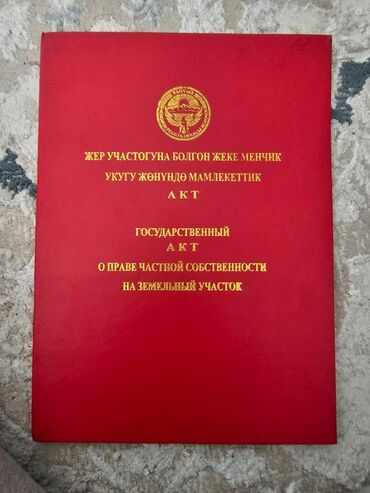 ЖЕР УЧАСТОГУНА БОЛГОН ЖЕКЕ МЕНЧИК
УКУГУ ЖӨНҮНДӨ МАМЛЕКЕТТИК
АКТ
ГОСУДАРСТВЕННЫЙ
АКТ
О ПРАВЕ ЧАСТНОЙ СОБСТВЕННОСТИ
НА ЗЕМЕЛЬНЫЙ УЧАСТОК